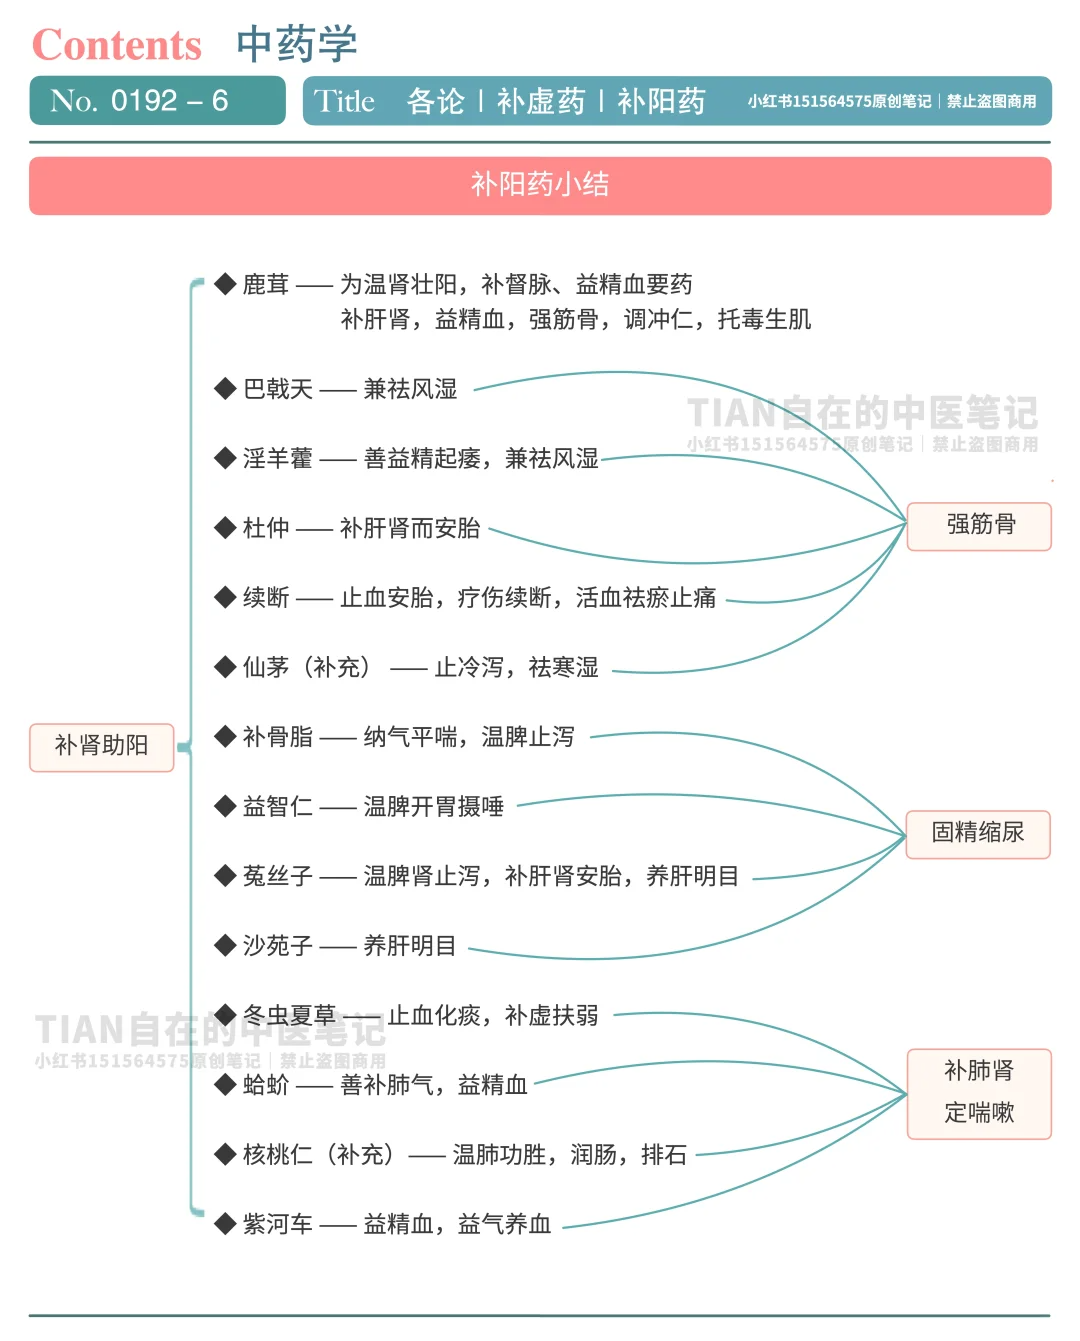 Contents 中药学
No. 0192 – 6
Title 各论丨补虚药丨补阳药 小红书151564575原创笔记｜禁止盗图商用
补阳药小结
◆ 鹿茸 —— 为温肾壮阳，补督脉、益精血要药
补肝肾，益精血，强筋骨，调冲仁，托毒生肌
◆ 巴戟天 —— 兼祛风湿
TIAN自在的中医笔记
小红书151564575原创笔记｜禁止盗图商用
◆ 淫羊藿 —— 善益精起痿，兼祛风湿
◆ 杜仲 —— 补肝肾而安胎
强筋骨
◆ 续断 —— 止血安胎，疗伤续断，活血祛瘀止痛
◆ 仙茅（补充） —— 止冷泻，祛寒湿
补肾助阳
◆ 补骨脂 —— 纳气平喘，温脾止泻
◆ 益智仁 —— 温脾开胃摄唾
固精缩尿
◆ 菟丝子 —— 温脾肾止泻，补肝肾安胎，养肝明目
◆ 沙苑子 —— 养肝明目
◆ 冬虫夏草 —— 止血化痰，补虚扶弱
TIAN自在的中医笔记
小红书151564575原创笔记｜禁止盗图商用
◆ 蛤蚧 —— 善补肺气，益精血
补肺肾
定喘嗽
◆ 核桃仁（补充）—— 温肺功胜，润肠，排石
◆ 紫河车 —— 益精血，益气养血